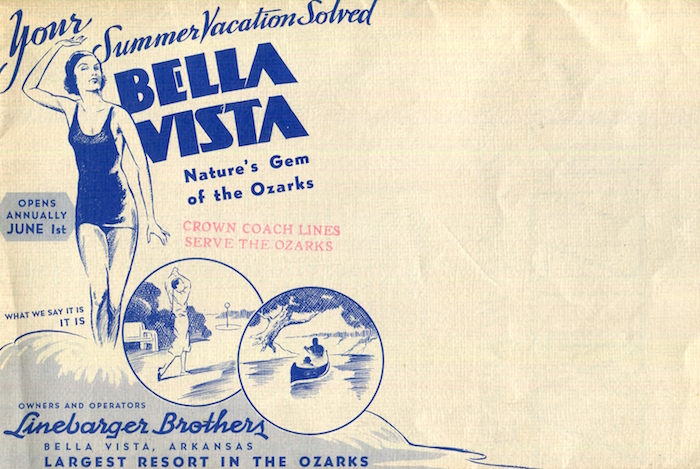 Your Summer Vacation Solved
BELLA
VISTA
Nature's Gem
of the Ozarks
OPENS
ANNUALLY
JUNE 1st
CROWN COACH LINES
SERVE THE OZARKS
WHAT WE SAY IT IS
IT IS
OWNERS AND OPERATORS
Linebarger Brothers
BELLA VISTA, ARKANSAS
LARGEST RESORT IN THE OZARKS